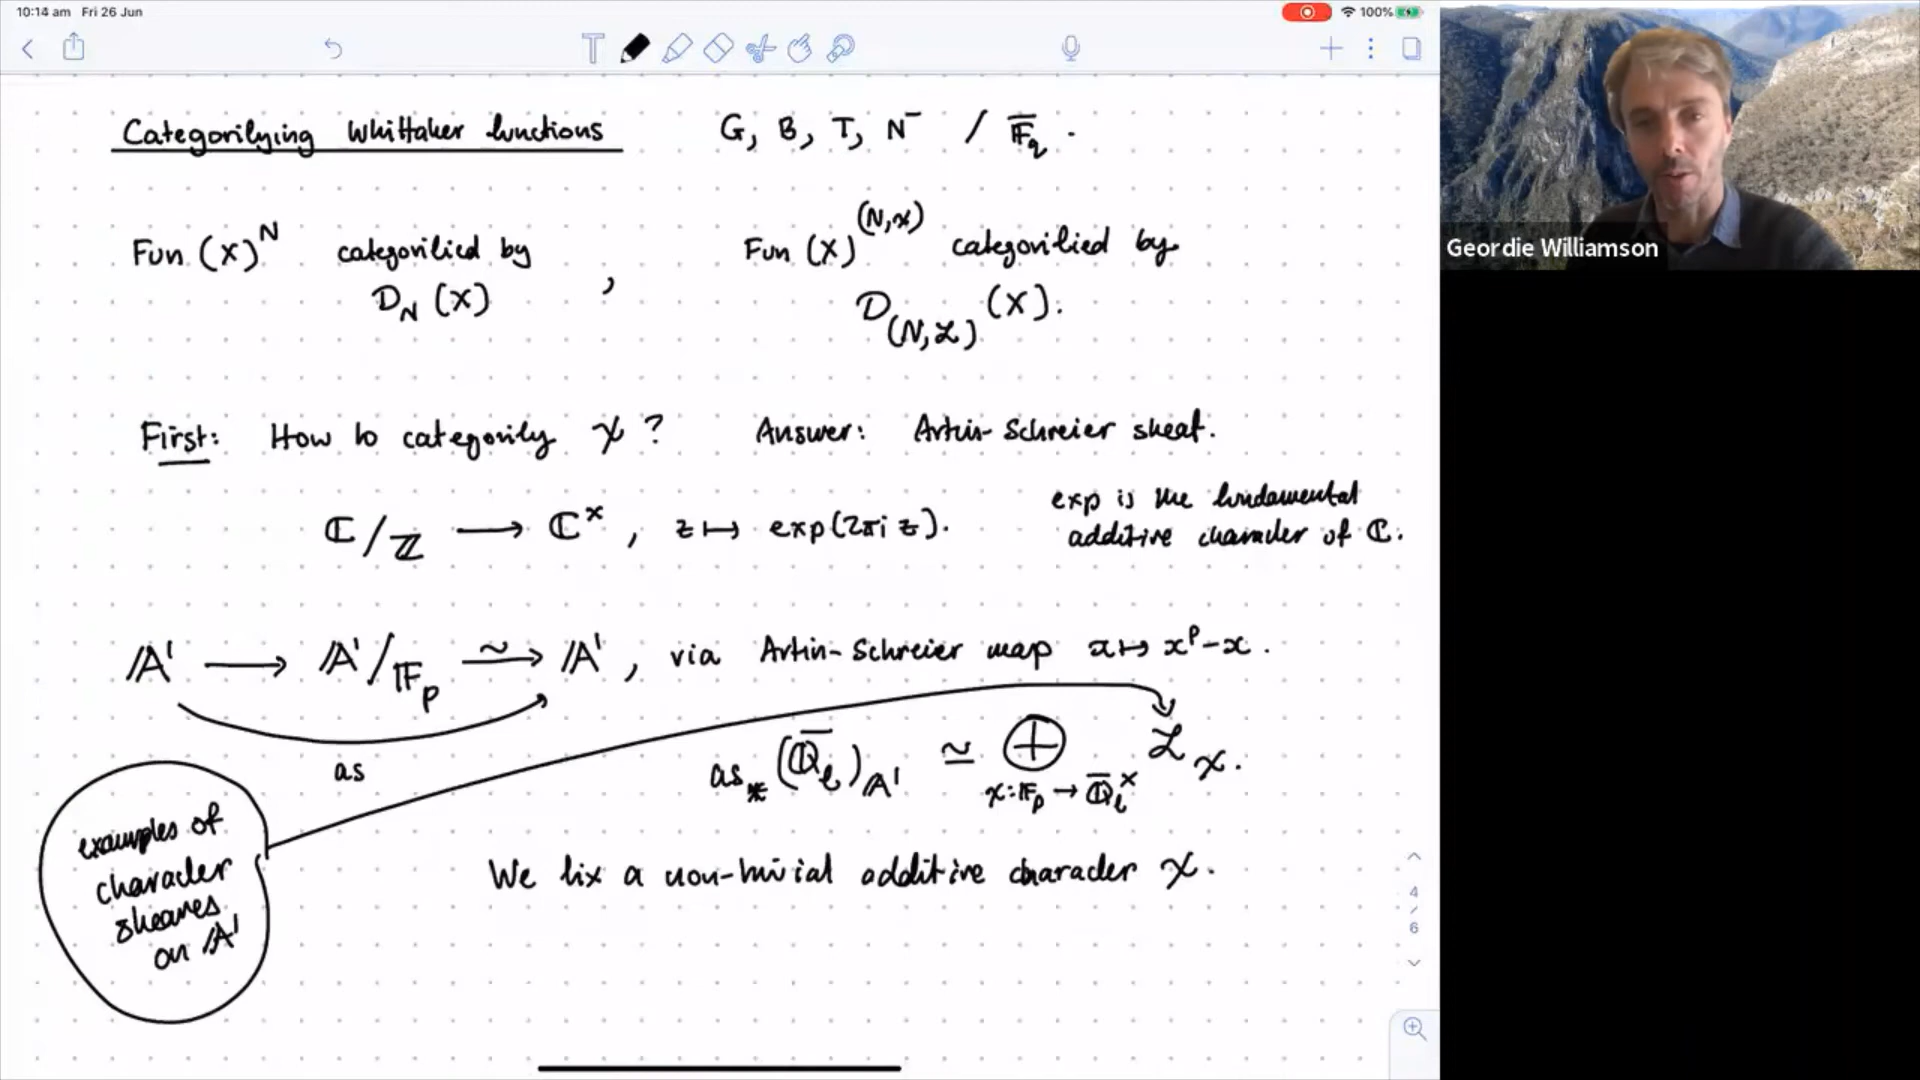 10:14 am Fri 26 Jun
100%
Categorifying Whittaker functions G, B, T, N⁻ / F̅_q .
Fun (X)^N categorified by D_N (X) ,
Fun (X)^(N,χ) categorified by D_(N,ℒ) (X).
First: How to categorify χ ? Answer: Artin-Schreier sheaf.
ℂ/ℤ ⟶ ℂ^× , z ↦ exp(2πi z).
exp is the fundamental
additive character of ℂ.
𝔸¹ ⟶ 𝔸¹/𝔽_p ⥲ 𝔸¹ , via Artin-Schreier map x ↦ x^p - x .
as
as_* (ℚ̅_ℓ)_𝔸¹ ≃ ⊕_{χ: 𝔽_p → ℚ̅_ℓ^×} ℒ_χ .
examples of
character
sheaves
on 𝔸¹
We fix a non-trivial additive character χ .
4
/
6
Geordie Williamson